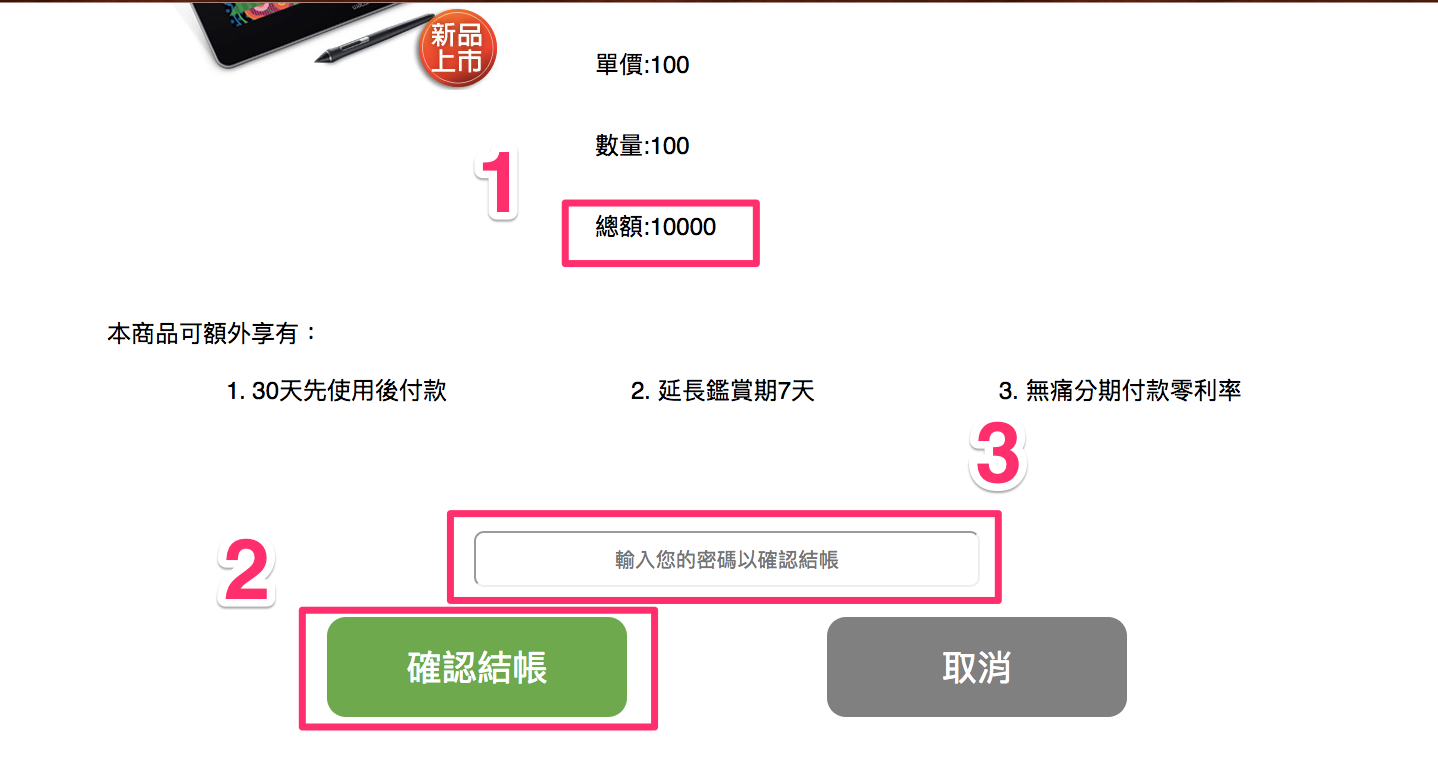 新品
上市
單價:100
數量:100
1
總額:10000
本商品可額外享有：
1. 30天先使用後付款 2. 延長鑑賞期7天 3. 無痛分期付款零利率
3
輸入您的密碼以確認結帳
2
確認結帳 取消